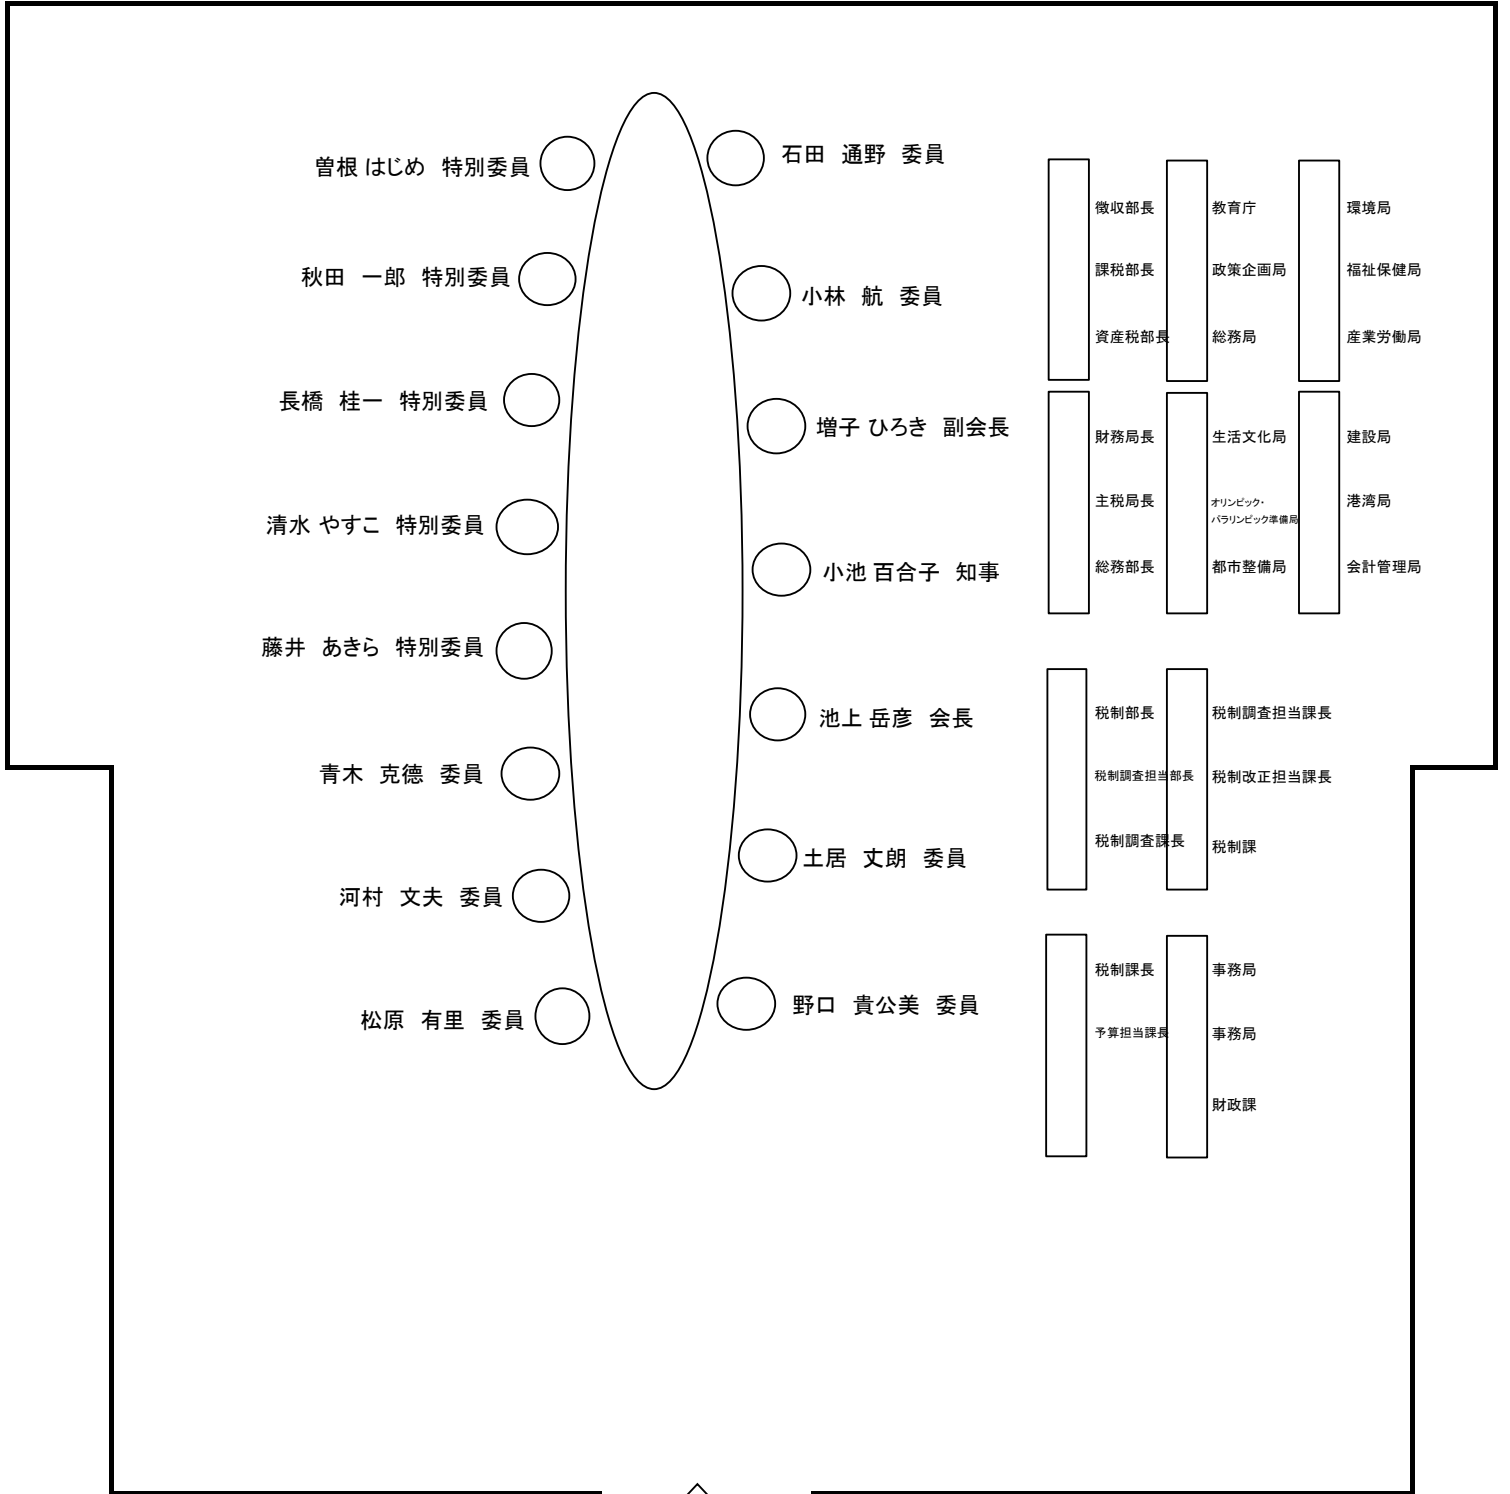 曽根 はじめ　特別委員
秋田　一郎　特別委員
長橋　桂一　特別委員
清水 やすこ　特別委員
藤井　あきら　特別委員
青木　克德　委員
河村　文夫　委員
松原　有里　委員
石田　通野　委員
小林　航　委員
増子 ひろき　副会長
小池 百合子　知事
池上 岳彦　会長
土居　丈朗　委員
野口　貴公美　委員
徴収部長
課税部長
資産税部長
財務局長
主税局長
総務部長
税制部長
税制調査担当部長
税制調査課長
税制課長
予算担当課長
教育庁
政策企画局
総務局
生活文化局
オリンピック・
パラリンピック準備局
都市整備局
税制調査担当課長
税制改正担当課長
税制課
事務局
事務局
財政課
環境局
福祉保健局
産業労働局
建設局
港湾局
会計管理局